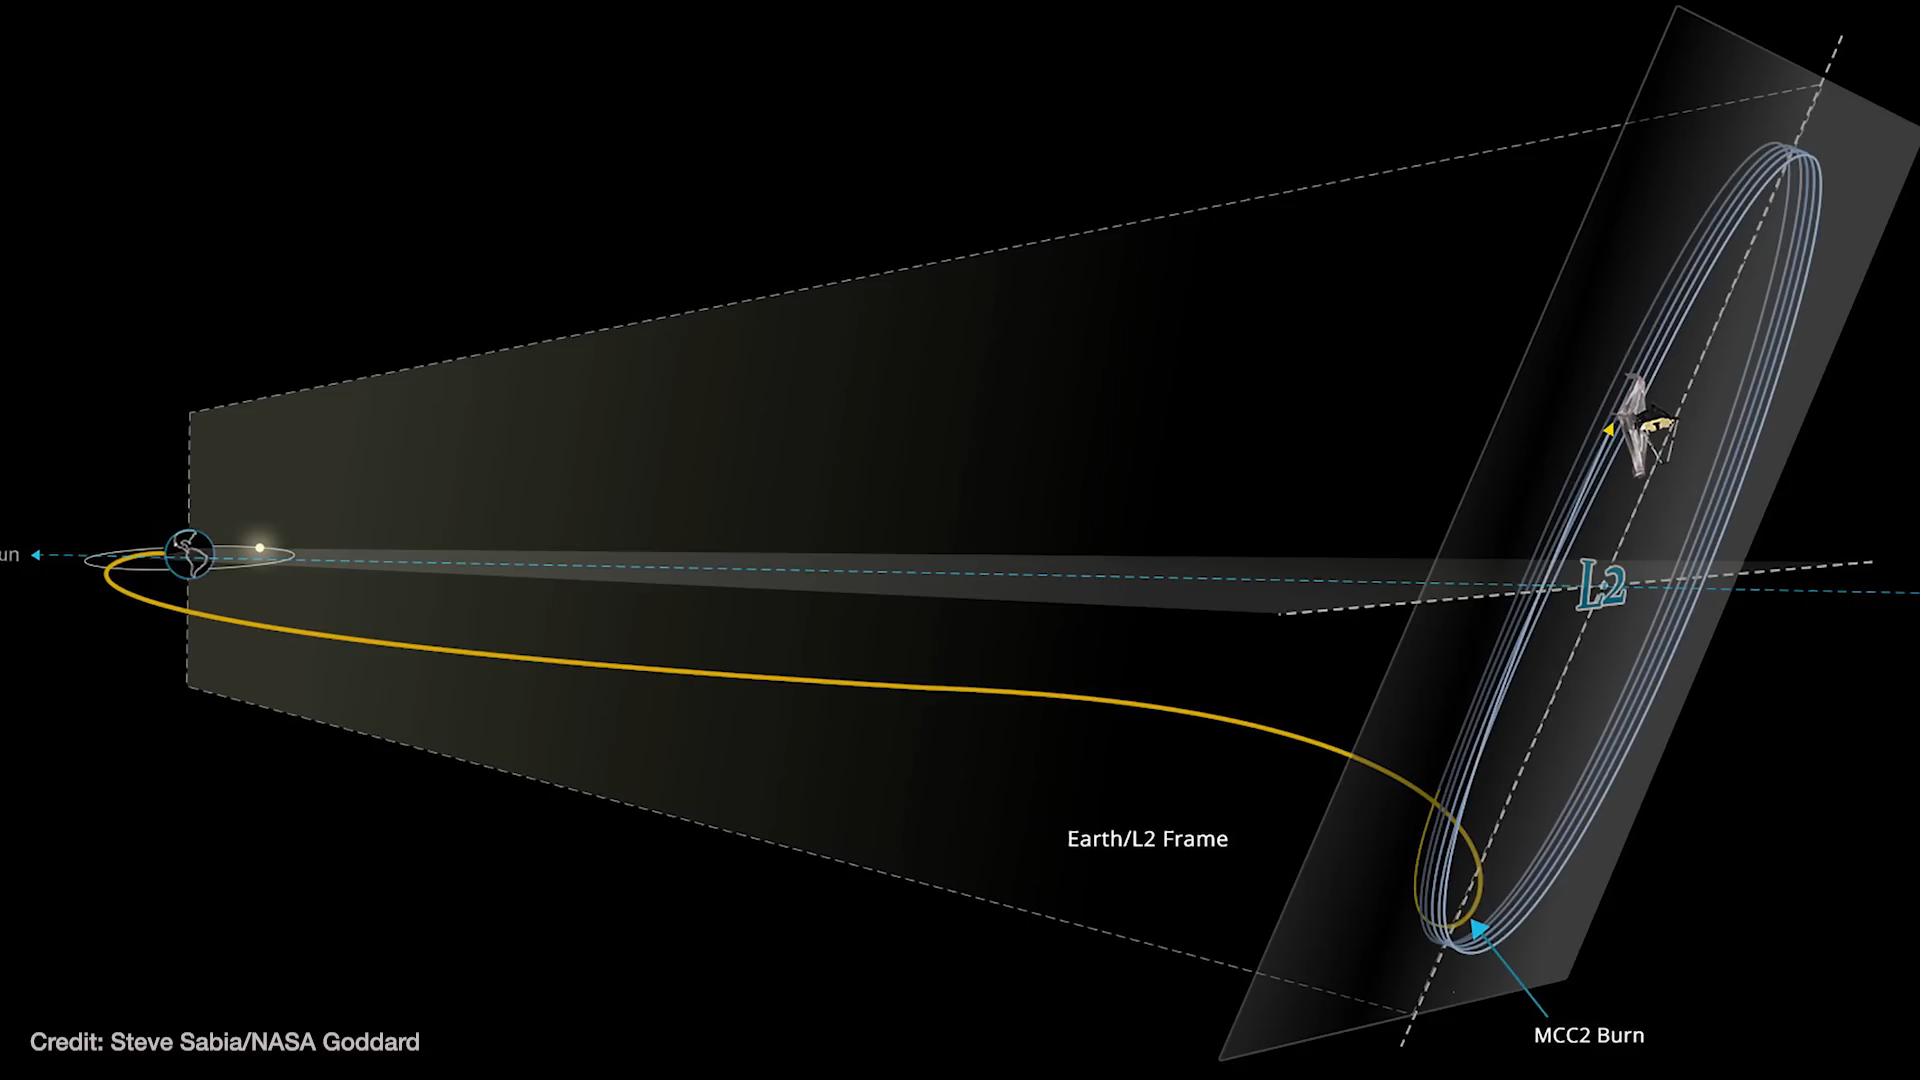 un
L2
Earth/L2 Frame
MCC2 Burn
Credit: Steve Sabia/NASA Goddard